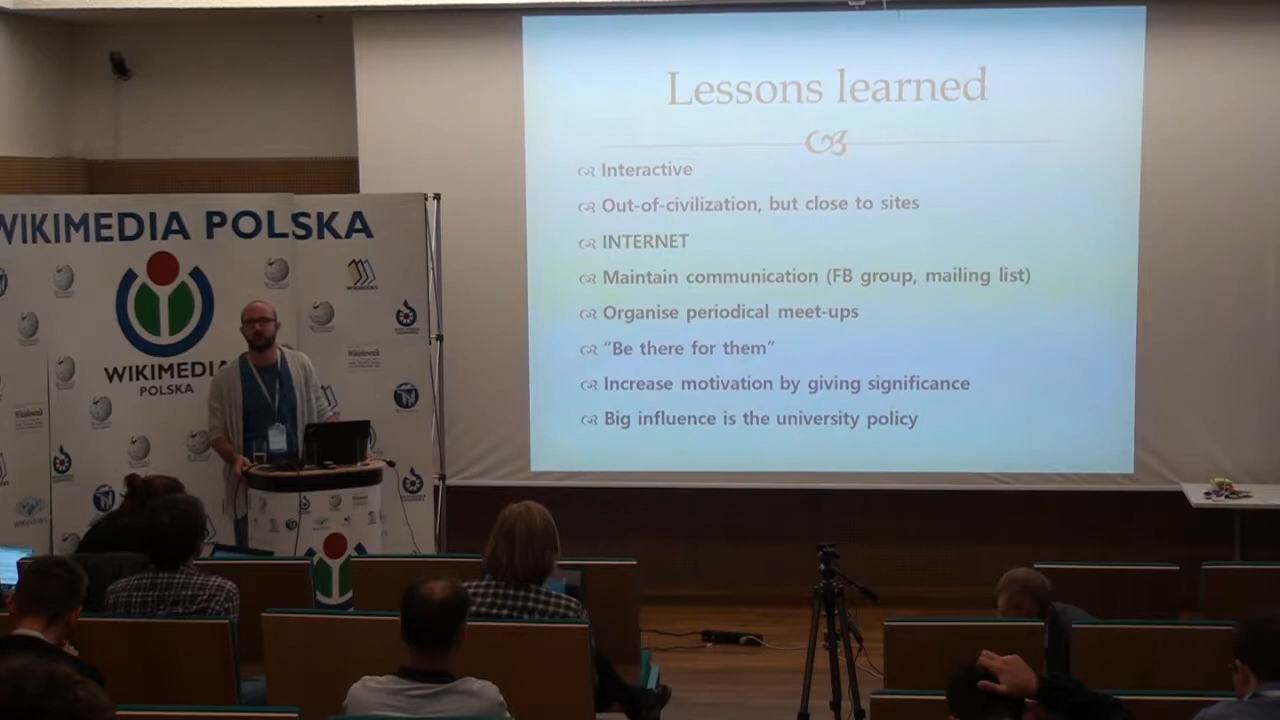 Lessons learned
Interactive
Out-of-civilization, but close to sites
INTERNET
Maintain communication (FB group, mailing list)
Organise periodical meet-ups
“Be there for them”
Increase motivation by giving significance
Big influence is the university policy
WIKIMEDIA POLSKA
WIKIMEDIA
POLSKA